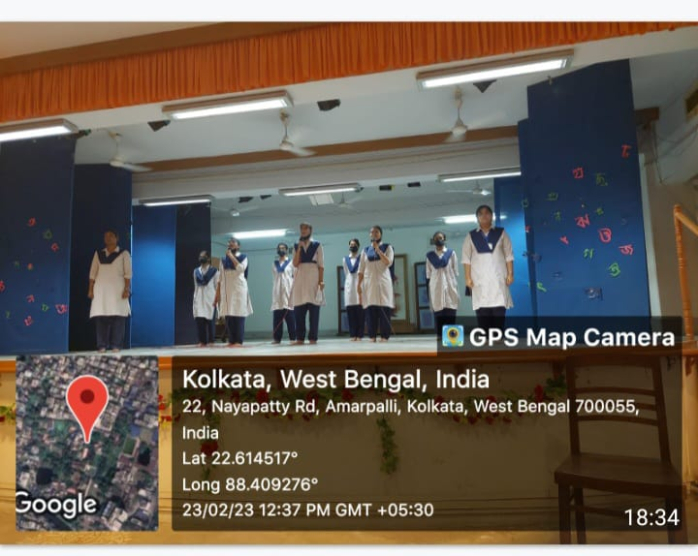 GPS Map Camera
Kolkata, West Bengal, India
22, Nayapatty Rd, Amarpalli, Kolkata, West Bengal 700055,
India
Lat 22.614517°
Long 88.409276°
23/02/23 12:37 PM GMT +05:30
Google
18:34